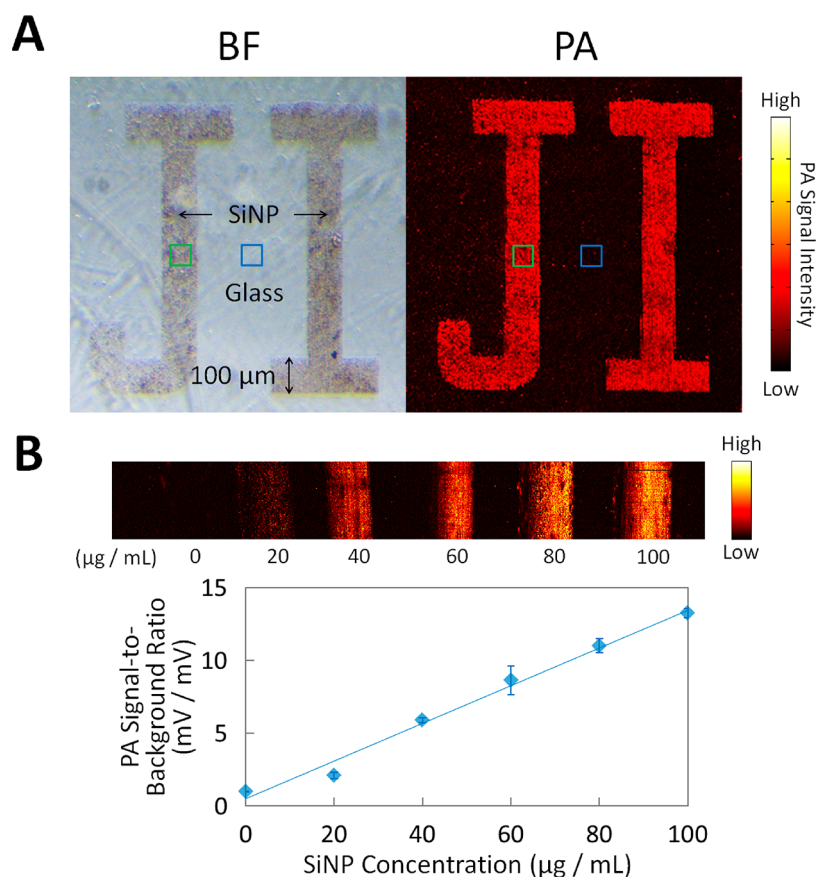 A
BF
PA
SiNP
Glass
100 µm
High
PA Signal Intensity
Low
B
High
Low
(µg / mL)
0 20 40 60 80 100
PA Signal-to-
Background Ratio
(mV / mV)
15
10
5
0
0 20 40 60 80 100
SiNP Concentration (µg / mL)